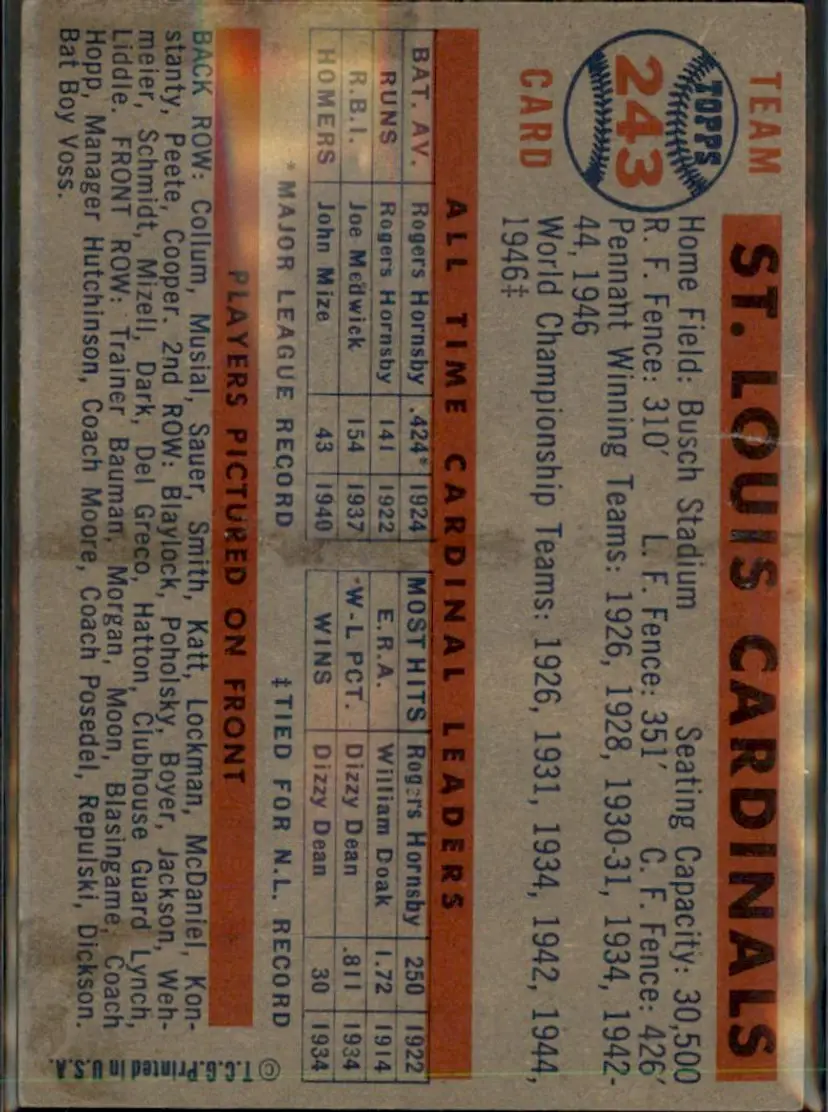 TEAM
TOPPS
243
CARD
ST. LOUIS CARDINALS
Home Field: Busch Stadium Seating Capacity: 30,500
R. F. Fence: 310' L. F. Fence: 351' C. F. Fence: 426'
Pennant Winning Teams: 1926, 1928, 1930-31, 1934, 1942-
44, 1946
World Championship Teams: 1926, 1931, 1934, 1942, 1944,
1946‡
ALL TIME CARDINAL LEADERS
BAT. AV. Rogers Hornsby .424* 1924 MOST HITS Rogers Hornsby 250 1922
RUNS Rogers Hornsby 141 1922 E.R.A. William Doak 1.72 1914
R.B.I. Joe Medwick 154 1937 W-L PCT. Dizzy Dean .811 1934
HOMERS John Mize 43 1940 WINS Dizzy Dean 30 1934
* MAJOR LEAGUE RECORD ‡TIED FOR N.L. RECORD
PLAYERS PICTURED ON FRONT
BACK ROW: Collum, Musial, Sauer, Smith, Katt, Lockman, McDaniel, Kon-
stanty, Peete, Cooper. 2nd ROW: Blaylock, Poholsky, Boyer, Jackson, Weh-
meier, Schmidt, Mizell, Dark, Del Greco, Hatton, Clubhouse Guard Lynch,
Liddle. FRONT ROW: Trainer Bauman, Morgan, Moon, Blasingame, Coach
Hopp, Manager Hutchinson, Coach Moore, Coach Posedel, Repulski, Dickson.
Bat Boy Voss.
© T.C.G. Printed in U.S.A.